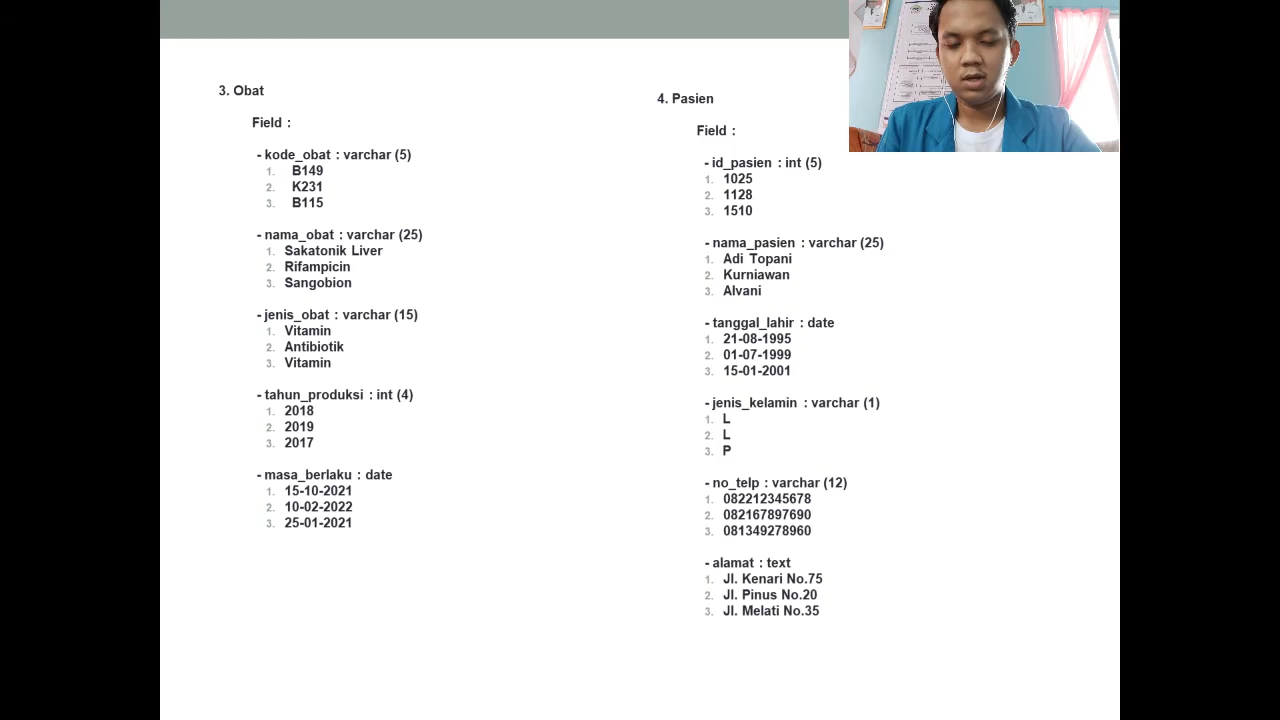 3. Obat
Field :
- kode_obat : varchar (5)
1. B149
2. K231
3. B115
- nama_obat : varchar (25)
1. Sakatonik Liver
2. Rifampicin
3. Sangobion
- jenis_obat : varchar (15)
1. Vitamin
2. Antibiotik
3. Vitamin
- tahun_produksi : int (4)
1. 2018
2. 2019
3. 2017
- masa_berlaku : date
1. 15-10-2021
2. 10-02-2022
3. 25-01-2021
4. Pasien
Field :
- id_pasien : int (5)
1. 1025
2. 1128
3. 1510
- nama_pasien : varchar (25)
1. Adi Topani
2. Kurniawan
3. Alvani
- tanggal_lahir : date
1. 21-08-1995
2. 01-07-1999
3. 15-01-2001
- jenis_kelamin : varchar (1)
1. L
2. L
3. P
- no_telp : varchar (12)
1. 082212345678
2. 082167897690
3. 081349278960
- alamat : text
1. Jl. Kenari No.75
2. Jl. Pinus No.20
3. Jl. Melati No.35